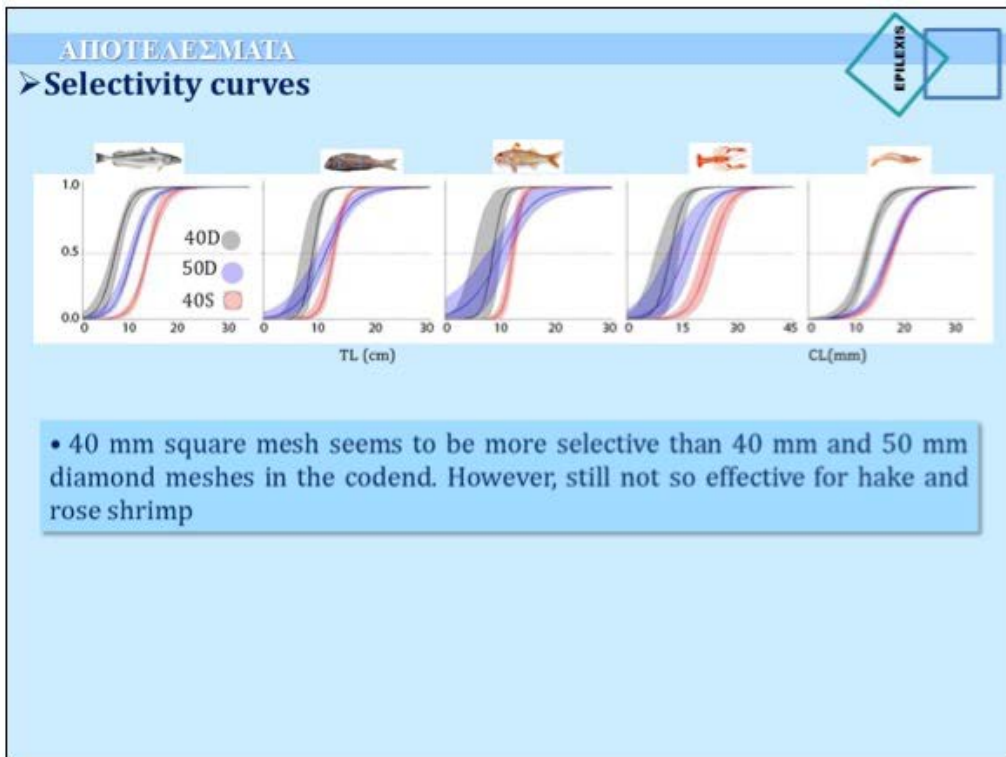 ΑΠΟΤΕΛΕΣΜΑΤΑ
EPILEXIS
➢Selectivity curves
1.0
0.5
0.0
40D
50D
40S
0 10 20 30
0 10 20 30
0 10 20 30
0 15 30 45
0 10 20 30
TL (cm)
CL(mm)
• 40 mm square mesh seems to be more selective than 40 mm and 50 mm
diamond meshes in the codend. However, still not so effective for hake and
rose shrimp